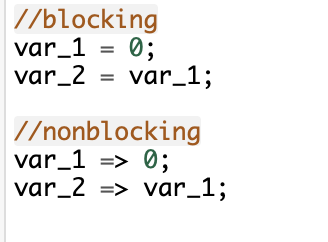 //blocking
var_1 = 0;
var_2 = var_1;
//nonblocking
var_1 => 0;
var_2 => var_1;